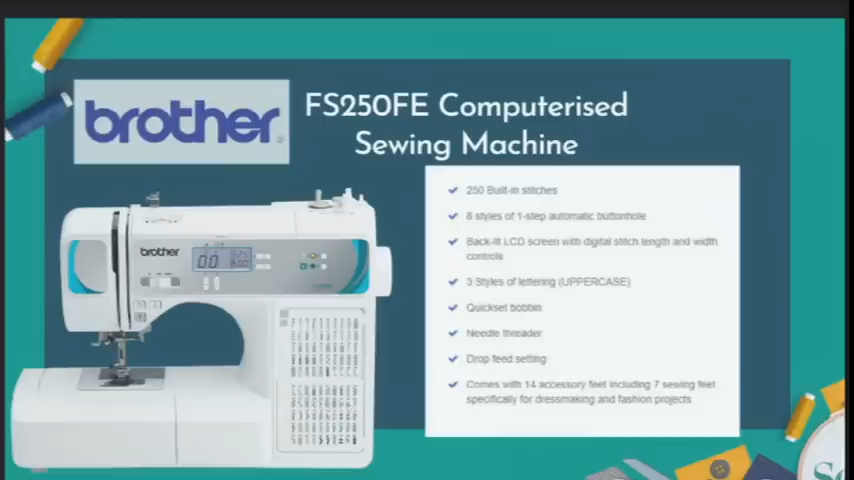 brother
FS250FE Computerised
Sewing Machine
250 Built-in stitches
8 styles of 1-step automatic buttonhole
Back-lit LCD screen with digital stitch length and width
controls
3 Styles of lettering (UPPERCASE)
Quickset bobbin
Needle threader
Drop feed setting
Comes with 14 accessory feet including 7 sewing feet
specifically for dressmaking and fashion projects
brother
00